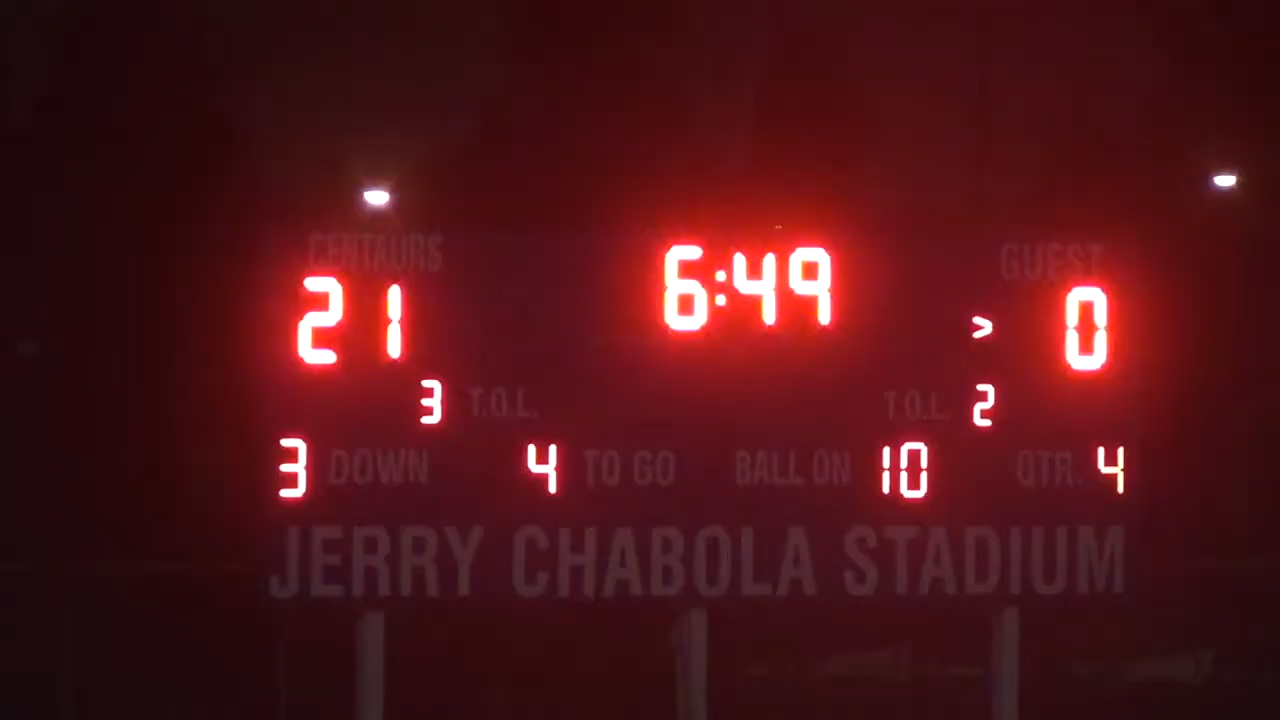 CENTAURS 6:49 GUEST
21 > 0
3 T.O.L. T.O.L. 2
3 DOWN 4 TO GO BALL ON 10 QTR. 4
JERRY CHABOLA STADIUM